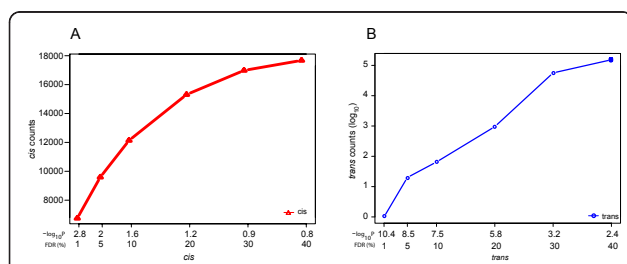 A
18000
16000
14000
12000
10000
8000
cis counts
cis
−log10P 2.8 2 1.6 1.2 0.9 0.8
FDR (%) 1 5 10 20 30 40
cis
B
5
4
3
2
1
0
trans counts (log10)
trans
−log10P 10.4 8.5 7.5 5.8 3.2 2.4
FDR (%) 1 5 10 20 30 40
trans